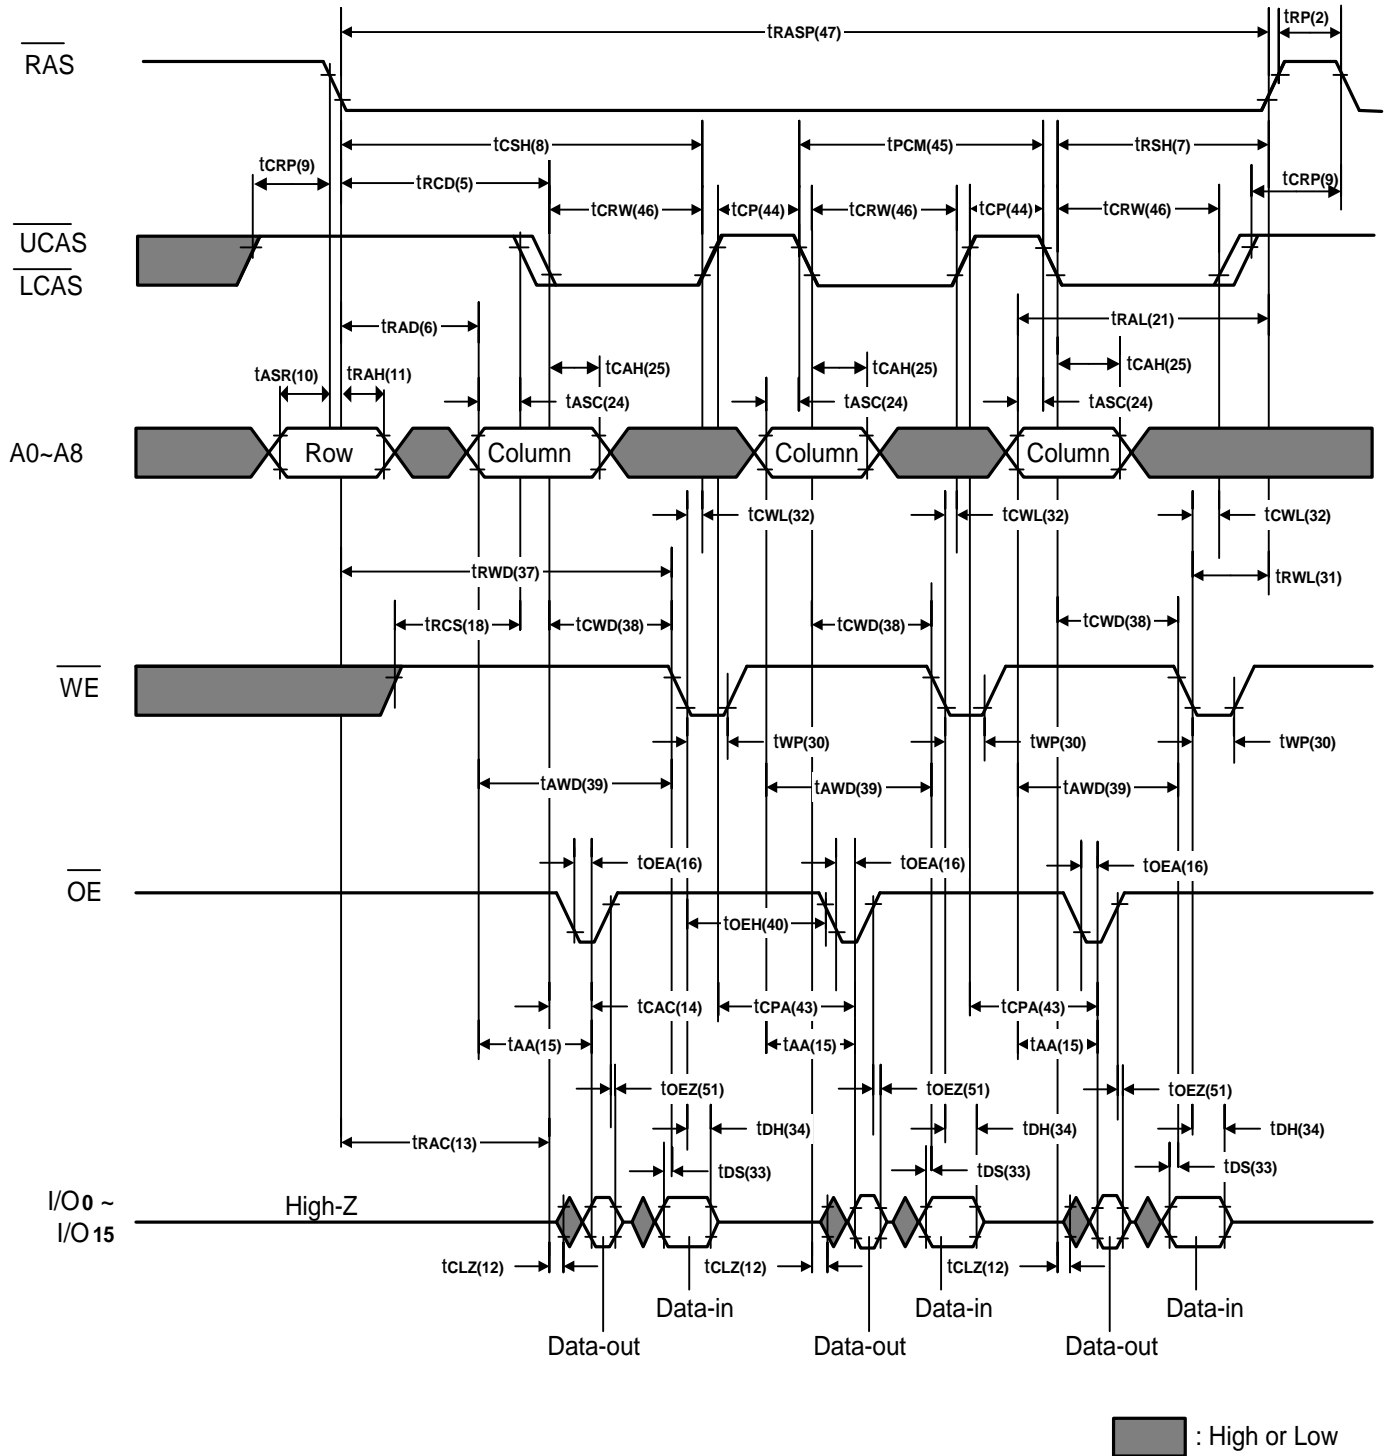 tRASP(47) tRP(2)
RAS
tCSH(8) tPCM(45) tRSH(7)
tCRP(9) tRCD(5) tCRP(9)
tCRW(46) tCP(44) tCRW(46) tCP(44) tCRW(46)
UCAS
LCAS
tRAD(6) tRAL(21)
tASR(10) tRAH(11) tCAH(25) tCAH(25) tCAH(25)
tASC(24) tASC(24) tASC(24)
A0~A8 Row Column Column Column
tCWL(32) tCWL(32) tCWL(32)
tRWD(37) tRWL(31)
tRCS(18) tCWD(38) tCWD(38) tCWD(38)
WE
tWP(30) tWP(30) tWP(30)
tAWD(39) tAWD(39) tAWD(39)
tOEA(16) tOEA(16) tOEA(16)
OE
tOEH(40)
tCAC(14) tCPA(43) tCPA(43)
tAA(15) tAA(15) tAA(15)
tOEZ(51) tOEZ(51) tOEZ(51)
tRAC(13) tDH(34) tDH(34) tDH(34)
tDS(33) tDS(33) tDS(33)
I/O0 ~ High-Z
I/O15
tCLZ(12) tCLZ(12) tCLZ(12)
Data-in Data-in Data-in
Data-out Data-out Data-out
: High or Low